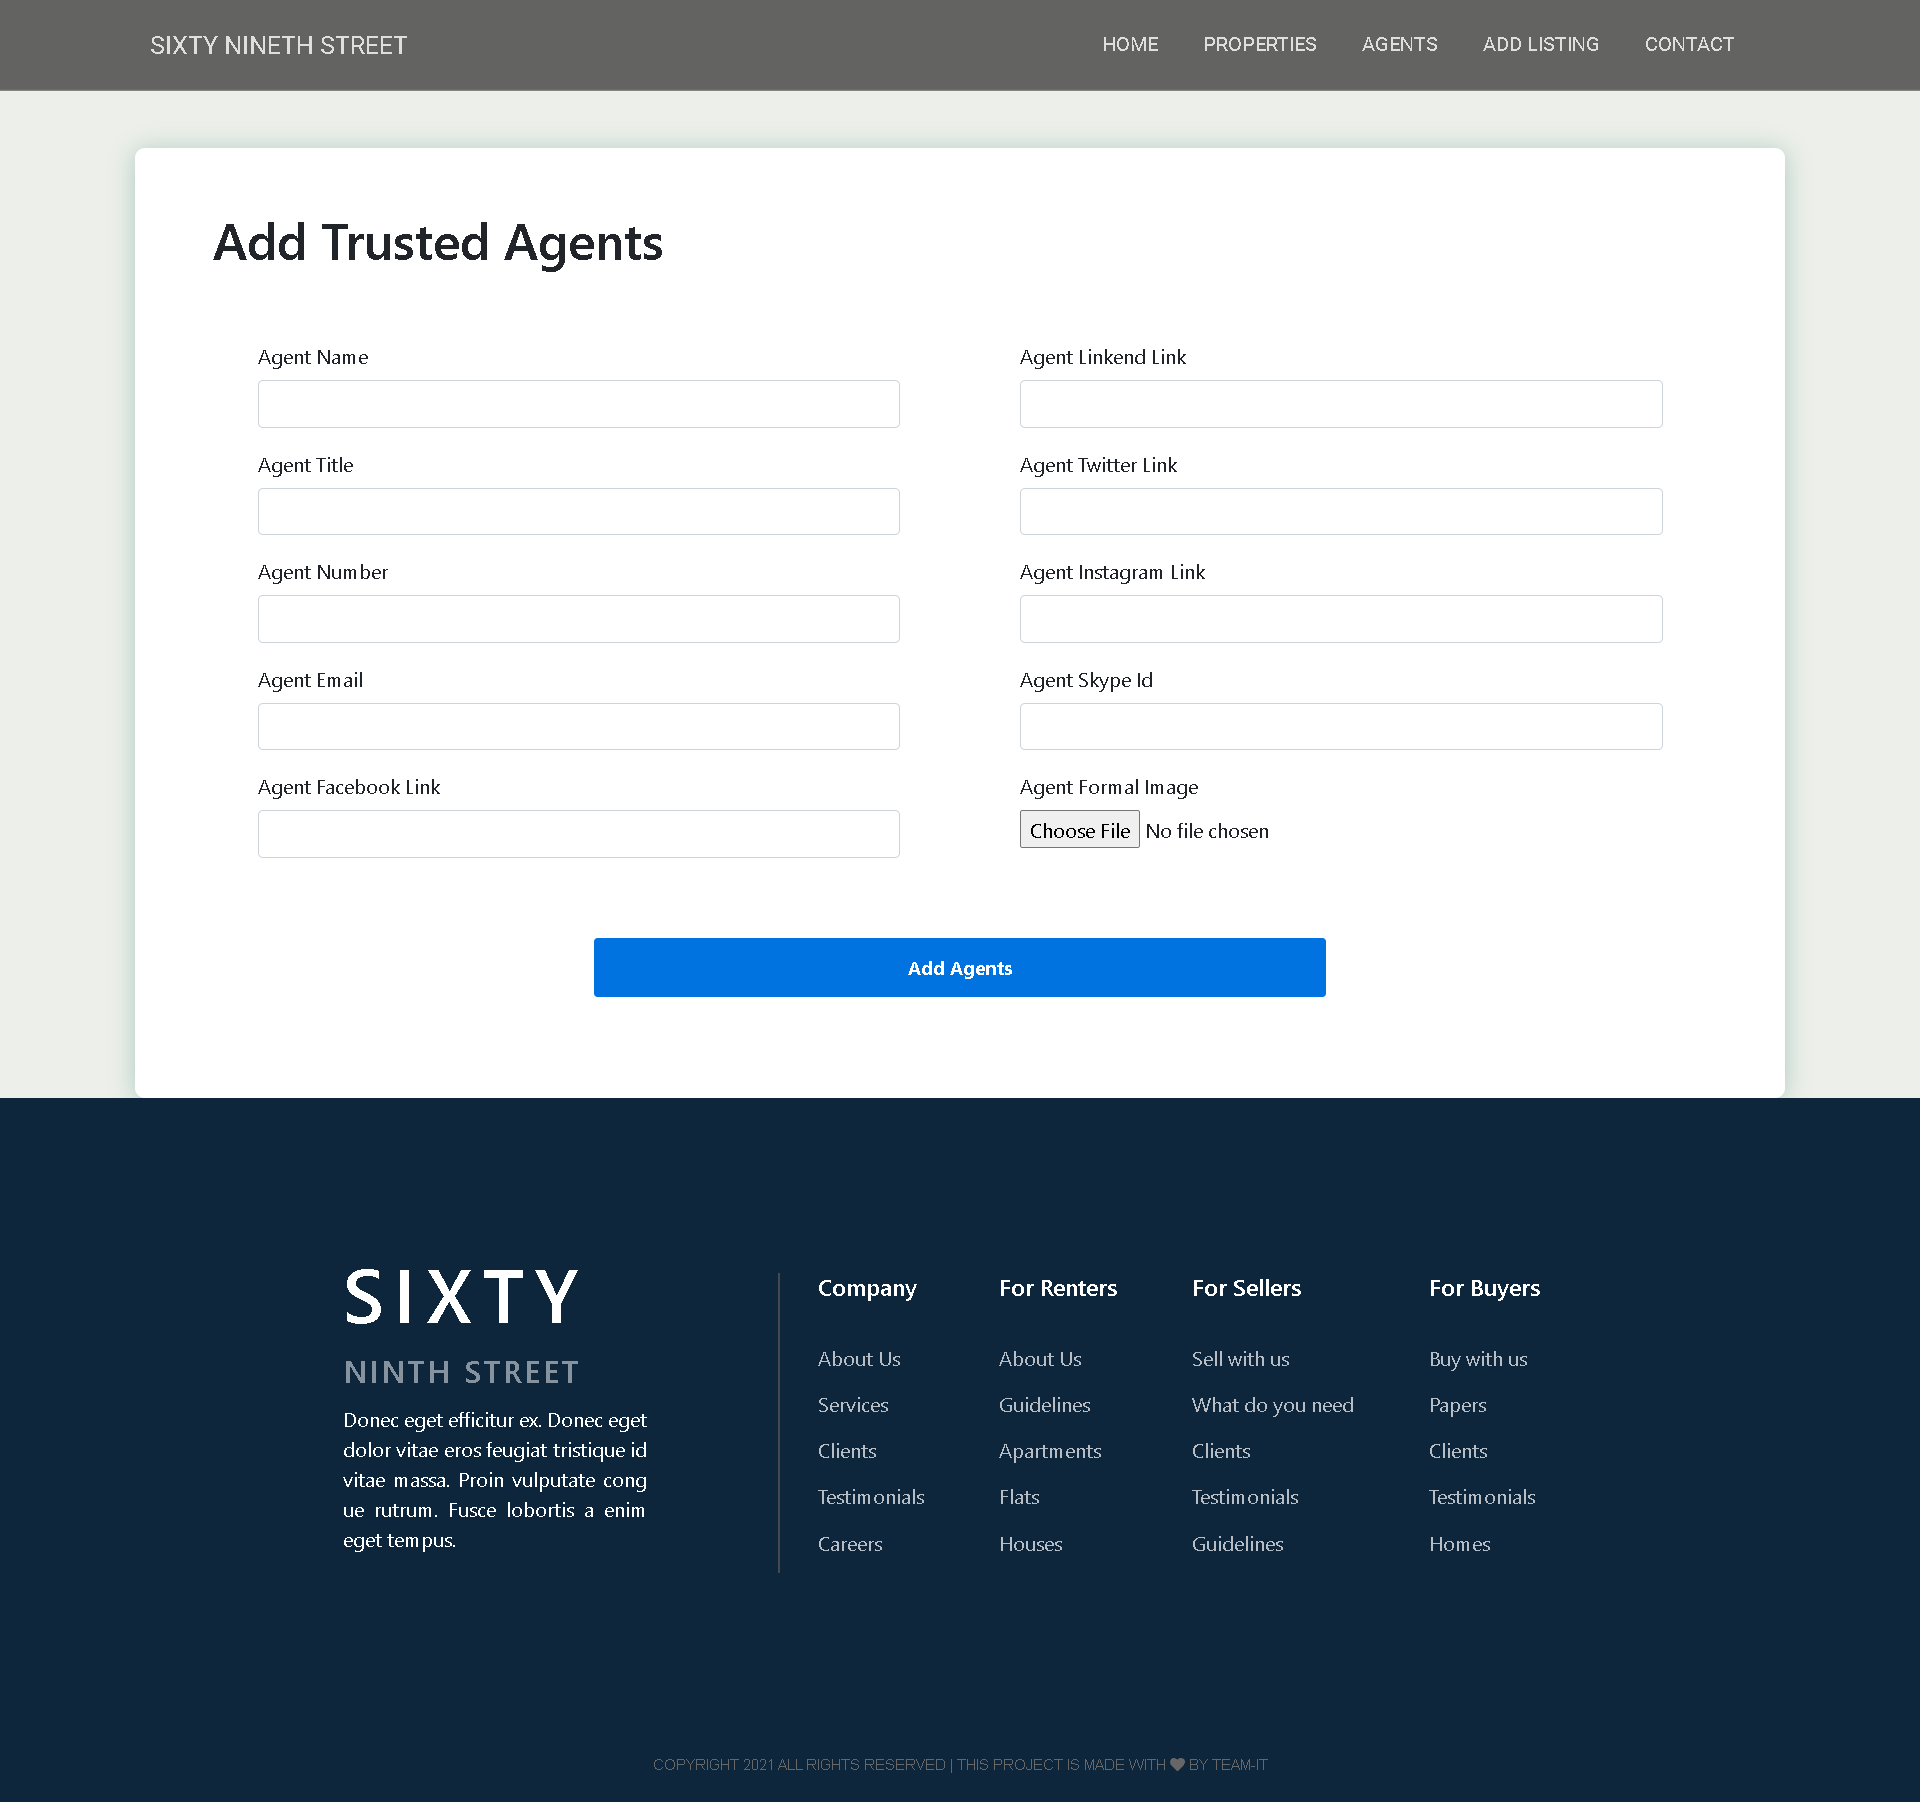 SIXTY NINETH STREET
HOME PROPERTIES AGENTS ADD LISTING CONTACT
Add Trusted Agents
Agent Name
Agent Title
Agent Number
Agent Email
Agent Facebook Link
Agent Linkend Link
Agent Twitter Link
Agent Instagram Link
Agent Skype Id
Agent Formal Image
Choose File No file chosen
Add Agents
SIXTY
NINTH STREET
Donec eget efficitur ex. Donec eget
dolor vitae eros feugiat tristique id
vitae massa. Proin vulputate cong
ue rutrum. Fusce lobortis a enim
eget tempus.
Company
About Us
Services
Clients
Testimonials
Careers
For Renters
About Us
Guidelines
Apartments
Flats
Houses
For Sellers
Sell with us
What do you need
Clients
Testimonials
Guidelines
For Buyers
Buy with us
Papers
Clients
Testimonials
Homes
COPYRIGHT 2021 ALL RIGHTS RESERVED | THIS PROJECT IS MADE WITH ♥ BY TEAM-IT